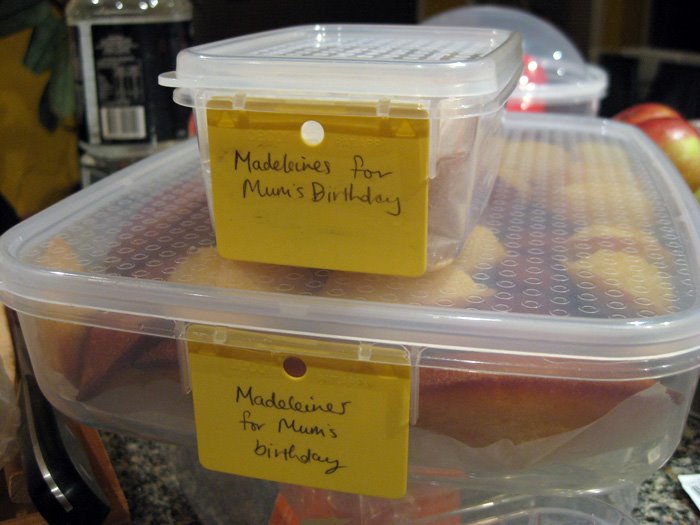 Madeleines for
Mum's Birthday
Madeleines
for Mum's
birthday